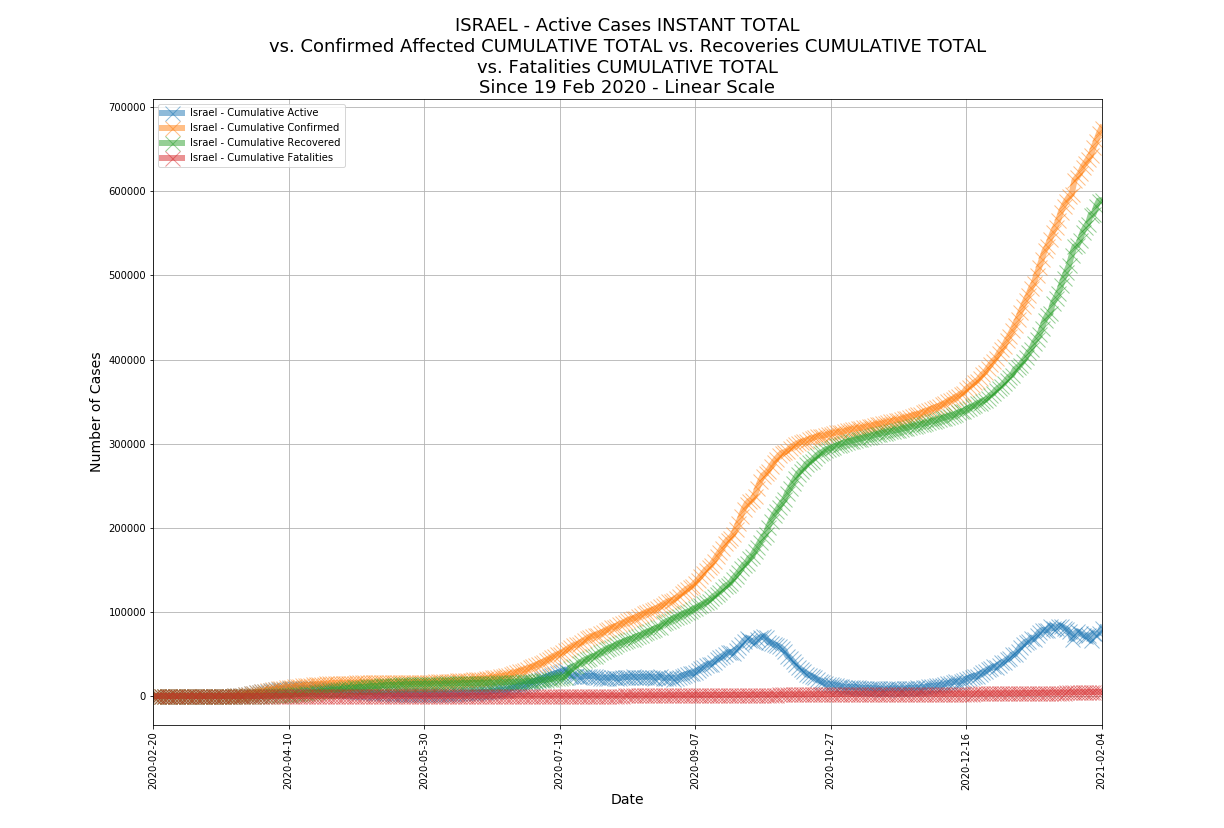 ISRAEL - Active Cases INSTANT TOTAL
vs. Confirmed Affected CUMULATIVE TOTAL vs. Recoveries CUMULATIVE TOTAL
vs. Fatalities CUMULATIVE TOTAL
Since 19 Feb 2020 - Linear Scale
Israel - Cumulative Active
Israel - Cumulative Confirmed
Israel - Cumulative Recovered
Israel - Cumulative Fatalities
Number of Cases
700000
600000
500000
400000
300000
200000
100000
0
2020-02-20
2020-04-10
2020-05-30
2020-07-19
2020-09-07
2020-10-27
2020-12-16
2021-02-04
Date